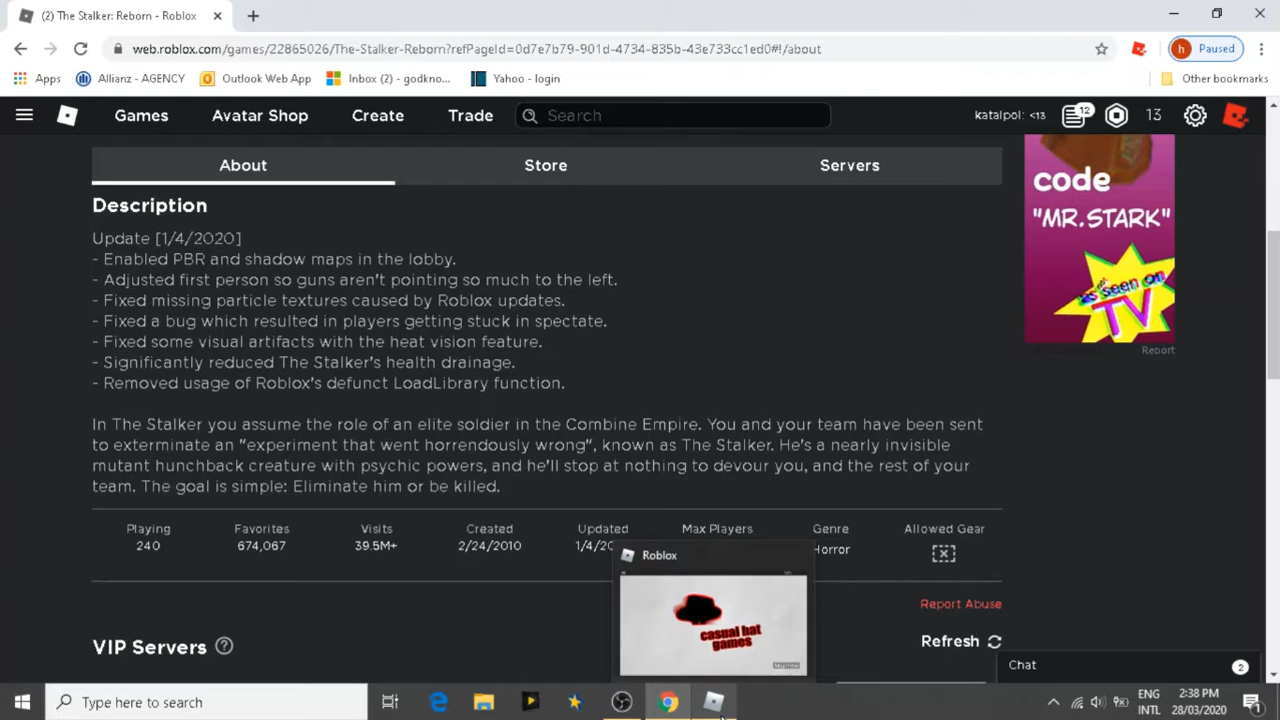 (2) The Stalker: Reborn - Roblox
web.roblox.com/games/22865026/The-Stalker-Reborn?refPageId=0d7e7b79-901d-4734-835b-43e733cc1ed0#!/about
h Paused
Apps Allianz - AGENCY Outlook Web App Inbox (2) - godkno... Yahoo - login Other bookmarks
Games Avatar Shop Create Trade Search katalpol: <13 12 13
About Store Servers
Description
Update [1/4/2020]
- Enabled PBR and shadow maps in the lobby.
- Adjusted first person so guns aren't pointing so much to the left.
- Fixed missing particle textures caused by Roblox updates.
- Fixed a bug which resulted in players getting stuck in spectate.
- Fixed some visual artifacts with the heat vision feature.
- Significantly reduced The Stalker's health drainage.
- Removed usage of Roblox's defunct LoadLibrary function.
In The Stalker you assume the role of an elite soldier in the Combine Empire. You and your team have been sent
to exterminate an "experiment that went horrendously wrong", known as The Stalker. He's a nearly invisible
mutant hunchback creature with psychic powers, and he'll stop at nothing to devour you, and the rest of your
team. The goal is simple: Eliminate him or be killed.
code
"MR.STARK"
as seen on
TV
Report
Playing Favorites Visits Created Updated Max Players Genre Allowed Gear
240 674,067 39.5M+ 2/24/2010 1/4/20 Horror
Roblox
casual hat
games
Report Abuse
VIP Servers ? Refresh
Chat 2
Type here to search
ENG
INTL
2:38 PM
28/03/2020
1